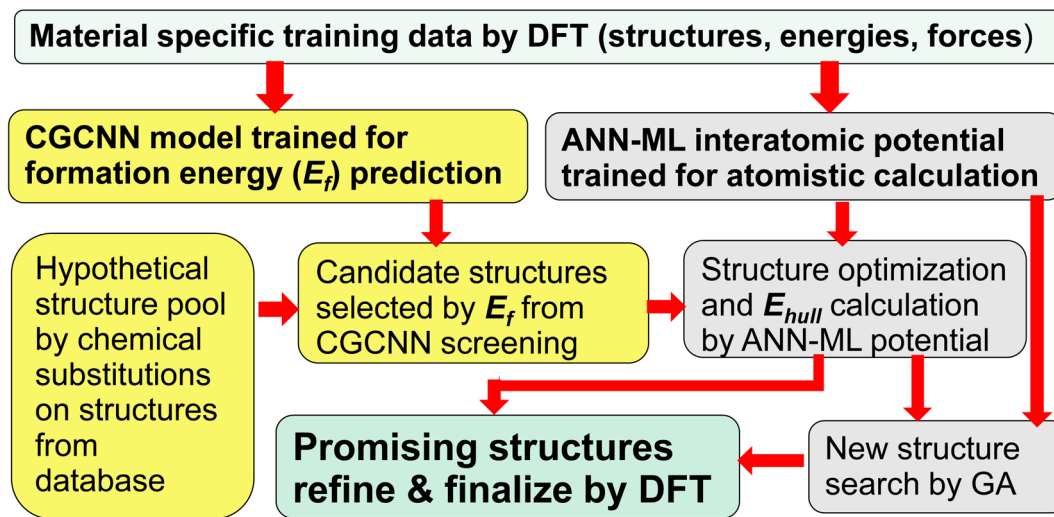 Material specific training data by DFT (structures, energies, forces)
CGCNN model trained for
formation energy (E_f) prediction
ANN-ML interatomic potential
trained for atomistic calculation
Hypothetical
structure pool
by chemical
substitutions
on structures
from
database
Candidate structures
selected by E_f from
CGCNN screening
Structure optimization
and E_hull calculation
by ANN-ML potential
Promising structures
refine & finalize by DFT
New structure
search by GA